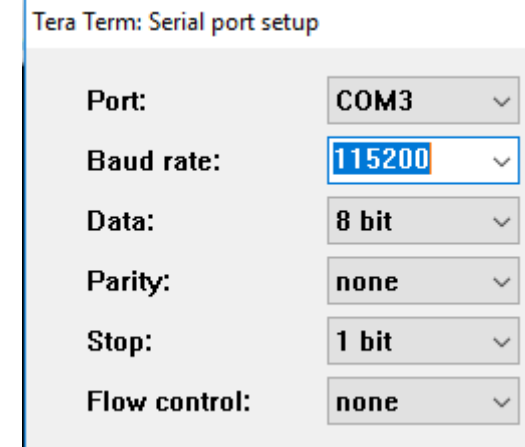 Tera Term: Serial port setup
Port: COM3
Baud rate: 115200
Data: 8 bit
Parity: none
Stop: 1 bit
Flow control: none